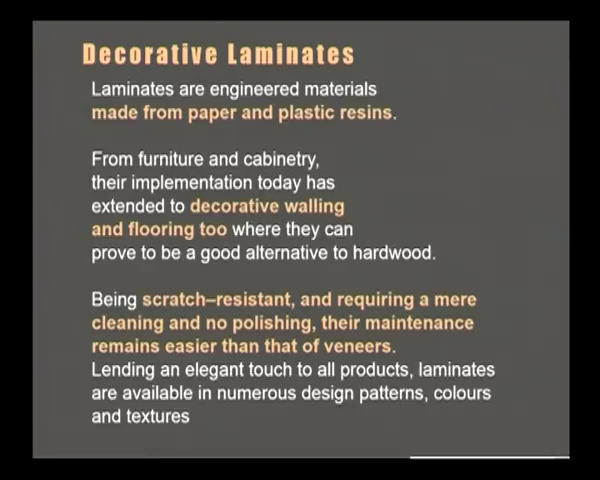 Decorative Laminates
Laminates are engineered materials
made from paper and plastic resins.
From furniture and cabinetry,
their implementation today has
extended to decorative walling
and flooring too where they can
prove to be a good alternative to hardwood.
Being scratch–resistant, and requiring a mere
cleaning and no polishing, their maintenance
remains easier than that of veneers.
Lending an elegant touch to all products, laminates
are available in numerous design patterns, colours
and textures